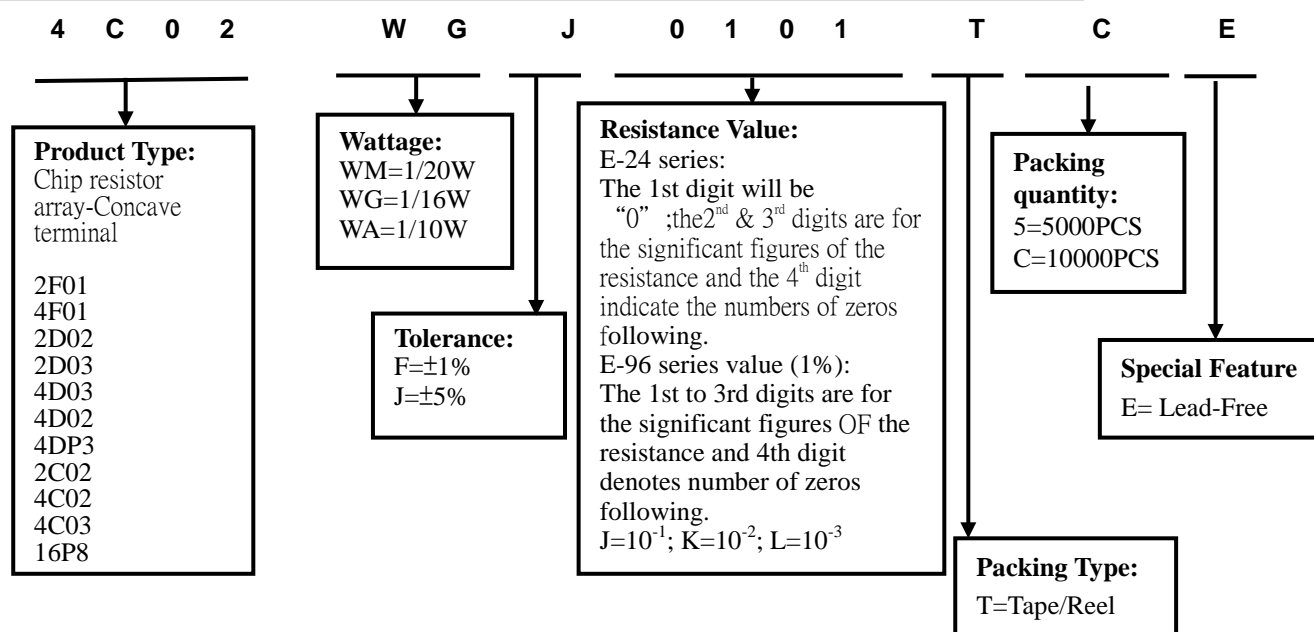 4 C 0 2 W G J 0 1 0 1 T C E
Product Type:
Chip resistor
array-Concave
terminal
2F01
4F01
2D02
2D03
4D03
4D02
4DP3
2C02
4C02
4C03
16P8
Wattage:
WM=1/20W
WG=1/16W
WA=1/10W
Tolerance:
F=±1%
J=±5%
Resistance Value:
E-24 series:
The 1st digit will be
“0” ;the2nd & 3rd digits are for
the significant figures of the
resistance and the 4th digit
indicate the numbers of zeros
following.
E-96 series value (1%):
The 1st to 3rd digits are for
the significant figures OF the
resistance and 4th digit
denotes number of zeros
following.
J=10-1; K=10-2; L=10-3
Packing Type:
T=Tape/Reel
Packing
quantity:
5=5000PCS
C=10000PCS
Special Feature
E= Lead-Free